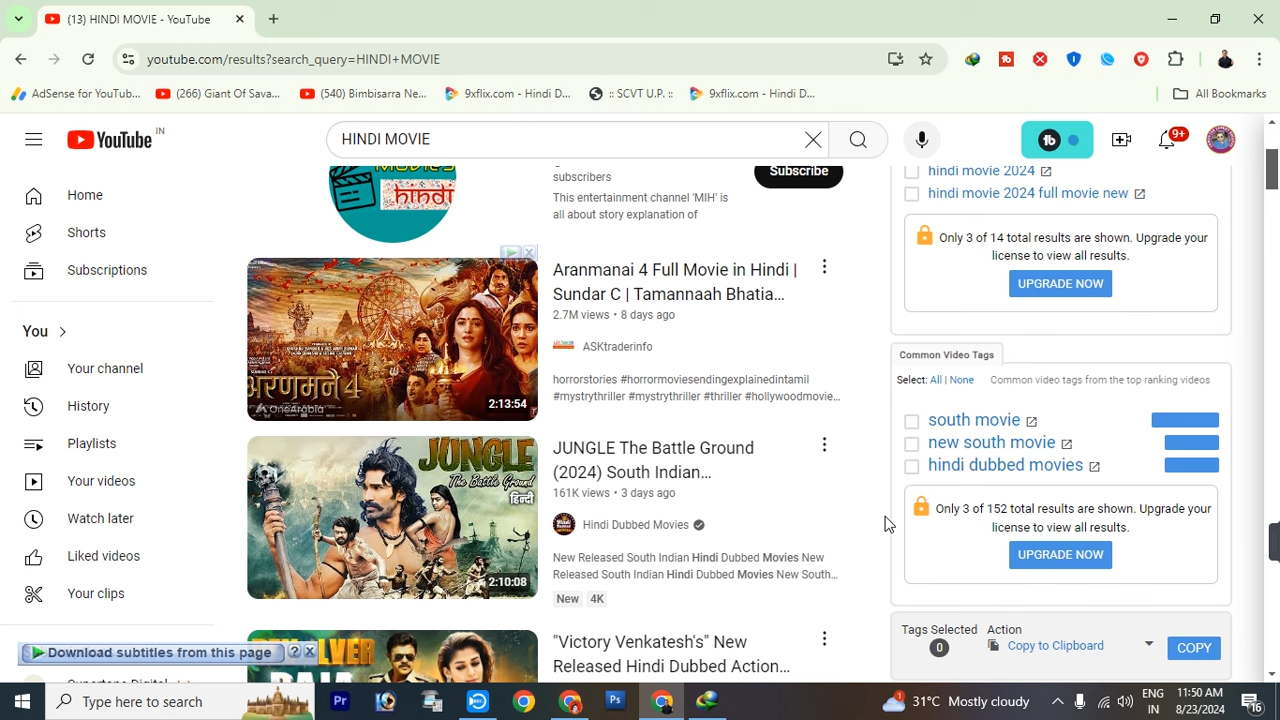 (13) HINDI MOVIE - YouTube
youtube.com/results?search_query=HINDI+MOVIE
AdSense for YouTub...
(266) Giant Of Sava...
(540) Bimbisarra Ne...
9xflix.com - Hindi D...
:: SCVT U.P. ::
9xflix.com - Hindi D...
All Bookmarks
YouTube IN
HINDI MOVIE
tb
9+
Home
Shorts
Subscriptions
You
Your channel
History
Playlists
Your videos
Watch later
Liked videos
Your clips
hindi
subscribers
This entertainment channel 'MIH' is
all about story explanation of
Subscribe
अरणमनै 4
OneArabia
2:13:54
Aranmanai 4 Full Movie in Hindi |
Sundar C | Tamannaah Bhatia...
2.7M views • 8 days ago
ASKtraderinfo
horrorstories #horrormoviesendingexplainedintamil
#mystrythriller #mystrythriller #thriller #hollywoodmovie...
JUNGLE
The Battle Ground
हिन्दी
2:10:08
JUNGLE The Battle Ground
(2024) South Indian...
161K views • 3 days ago
Hindi Dubbed Movies
New Released South Indian Hindi Dubbed Movies New
Released South Indian Hindi Dubbed Movies New South...
New
4K
"Victory Venkatesh's" New
Released Hindi Dubbed Action...
hindi movie 2024
hindi movie 2024 full movie new
Only 3 of 14 total results are shown. Upgrade your
license to view all results.
UPGRADE NOW
Common Video Tags
Select: All | None
Common video tags from the top ranking videos
south movie
new south movie
hindi dubbed movies
Only 3 of 152 total results are shown. Upgrade your
license to view all results.
UPGRADE NOW
Tags Selected
0
Action
Copy to Clipboard
COPY
Download subtitles from this page
?
X
Type here to search
Pr
Ps
1
31°C Mostly cloudy
ENG
IN
11:50 AM
8/23/2024
16